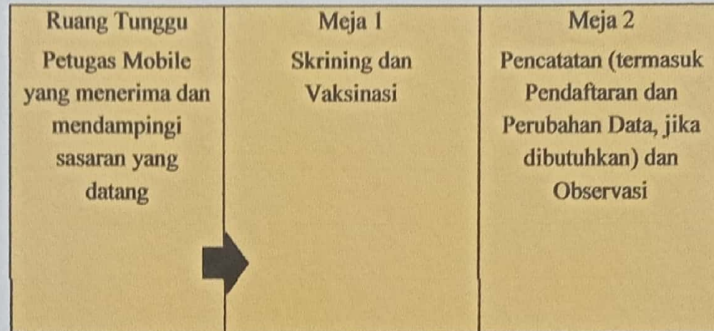 Ruang Tunggu
Petugas Mobile
yang menerima dan
mendampingi
sasaran yang
datang
Meja 1
Skrining dan
Vaksinasi
Meja 2
Pencatatan (termasuk
Pendaftaran dan
Perubahan Data, jika
dibutuhkan) dan
Observasi